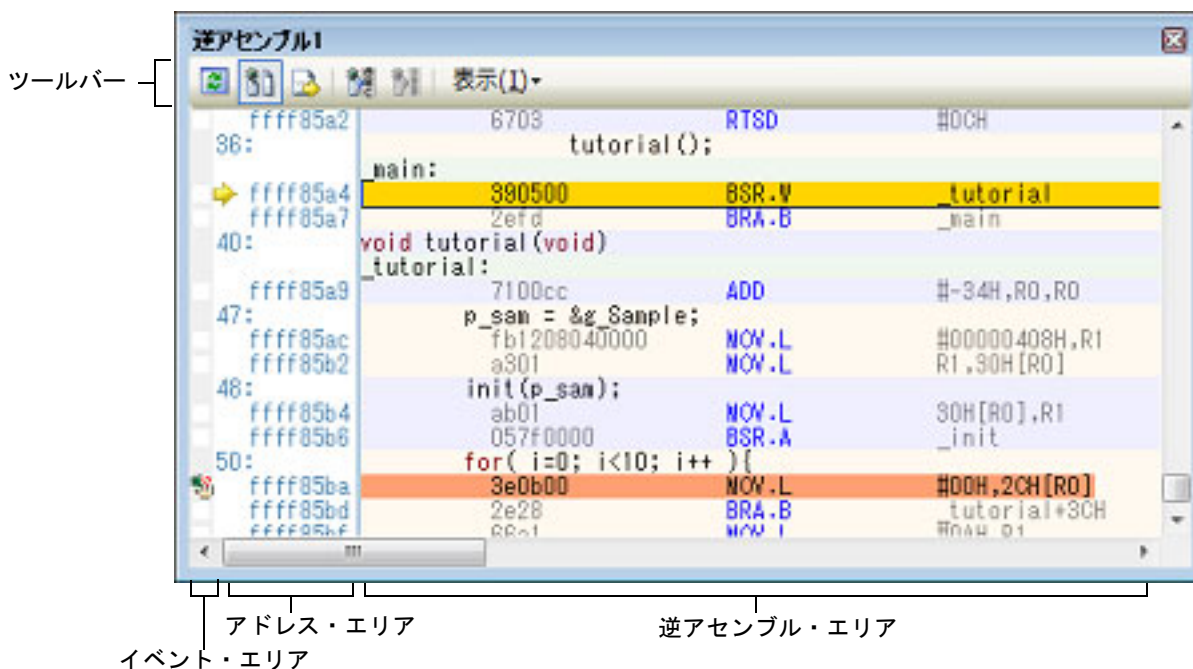 逆アセンブル1
ツールバー
表示(I)
ffff85a2 6703 RTSD #0CH
36: tutorial();
_main:
ffff85a4 390500 BSR.W _tutorial
ffff85a7 2efd BRA.B _main
40: void tutorial(void)
_tutorial:
ffff85a9 7100cc ADD #-34H,R0,R0
47: p_sam = &g_Sample;
ffff85ac fb1208040000 MOV.L #00000408H,R1
ffff85b2 a301 MOV.L R1,30H[R0]
48: init(p_sam);
ffff85b4 ab01 MOV.L 30H[R0],R1
ffff85b6 057f0000 BSR.A _init
50: for( i=0; i<10; i++ ){
ffff85ba 3e0b00 MOV.L #00H,2CH[R0]
ffff85bd 2e28 BRA.B _tutorial+3CH
ffff85bf MOV.L
アドレス・エリア
逆アセンブル・エリア
イベント・エリア